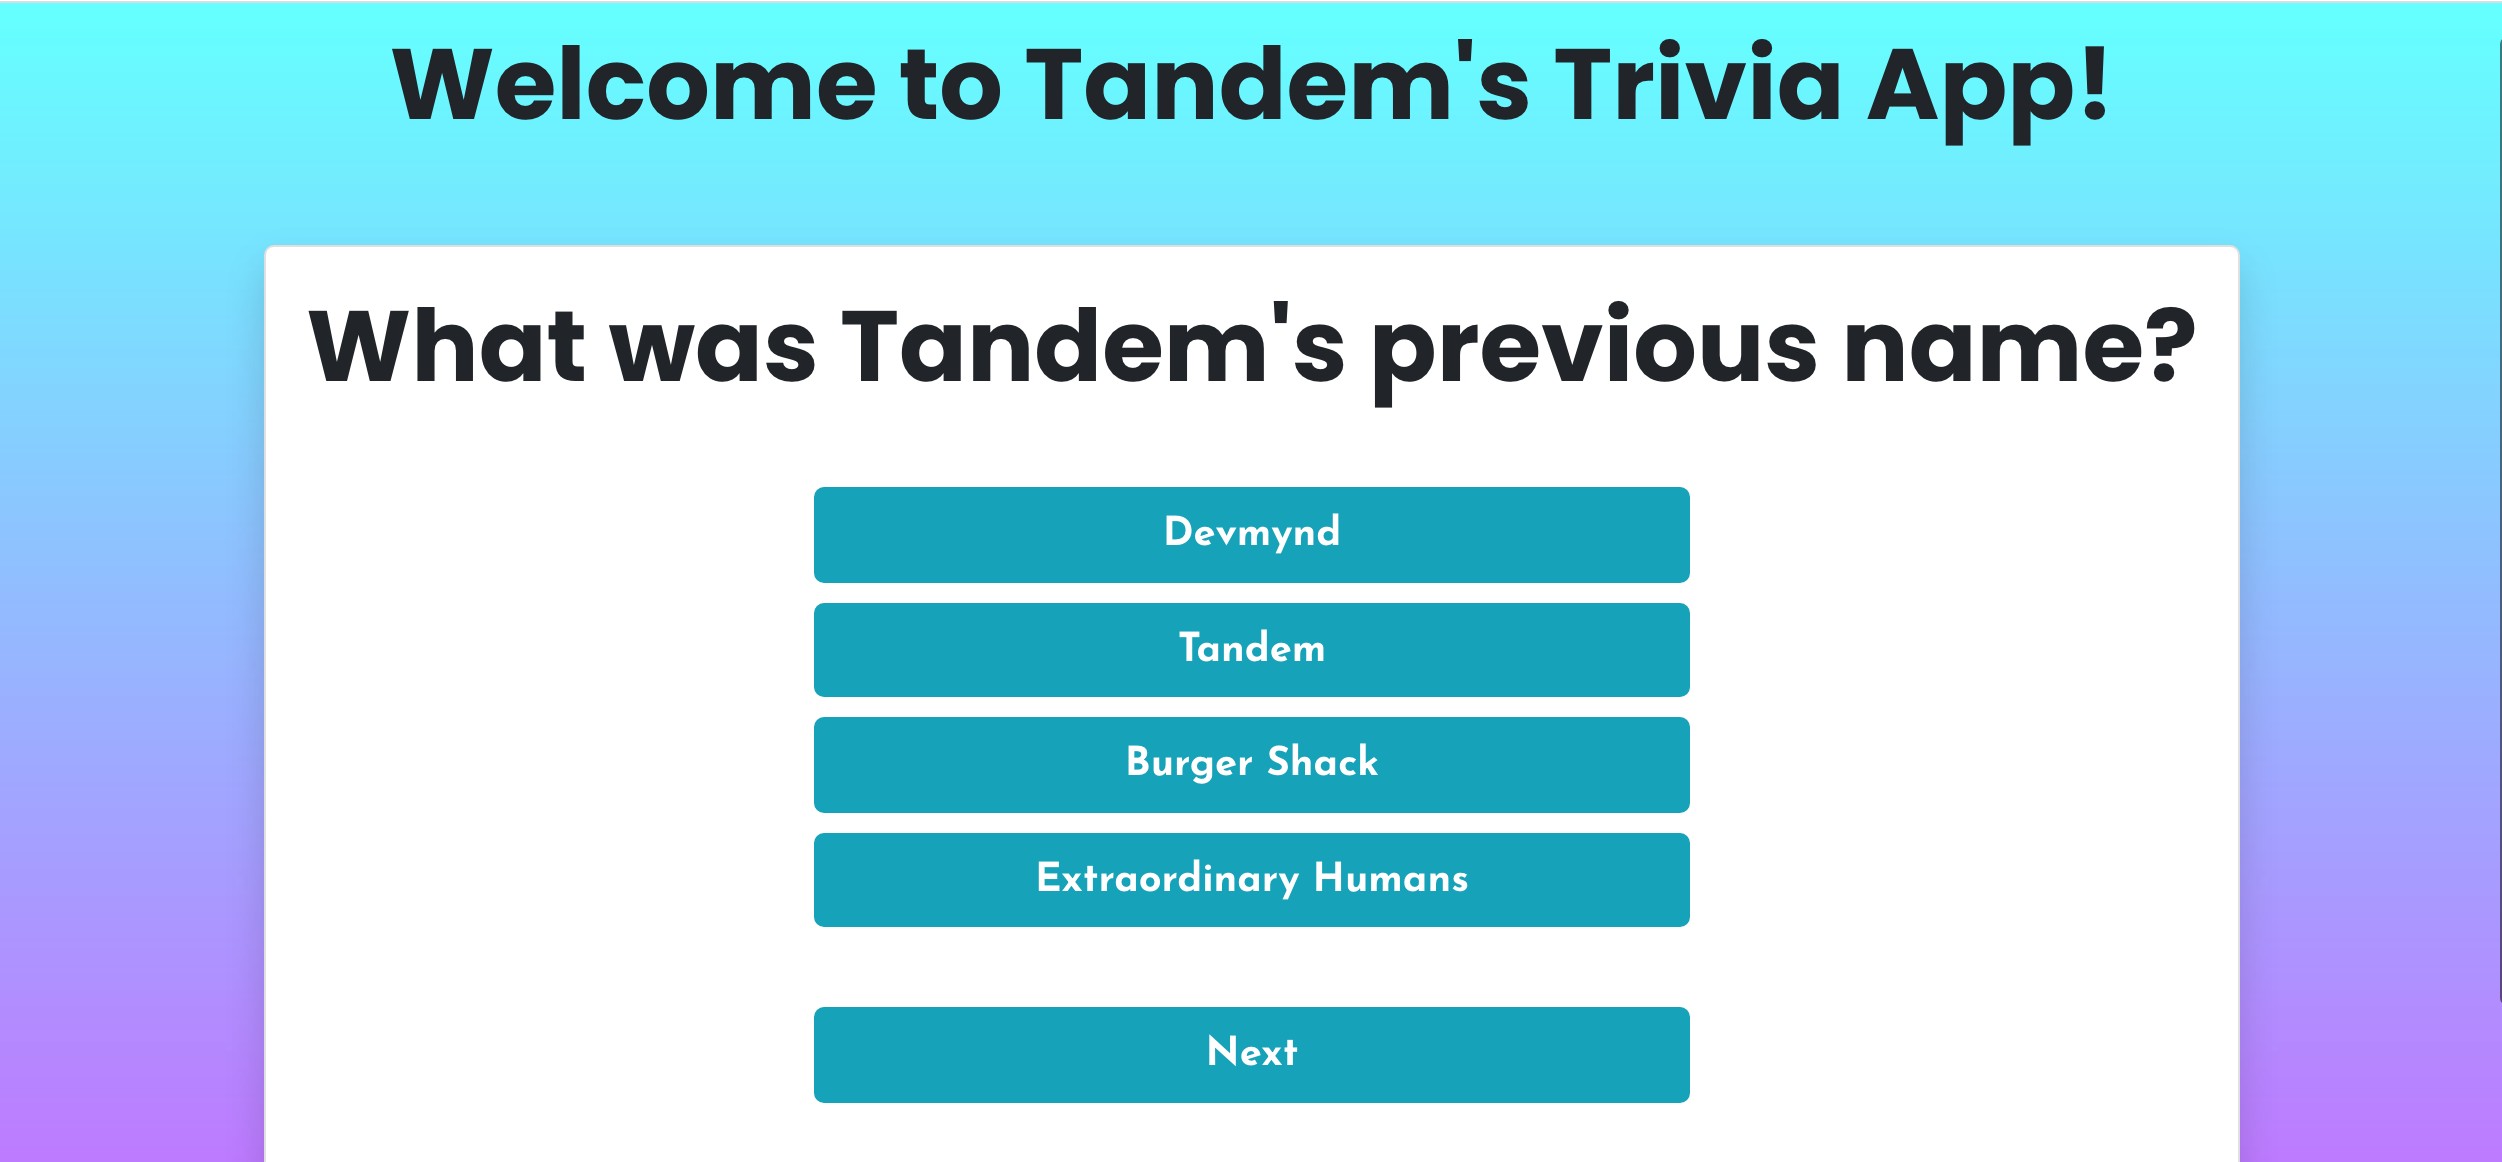 Welcome to Tandem's Trivia App!
What was Tandem's previous name?
Devmynd
Tandem
Burger Shack
Extraordinary Humans
Next